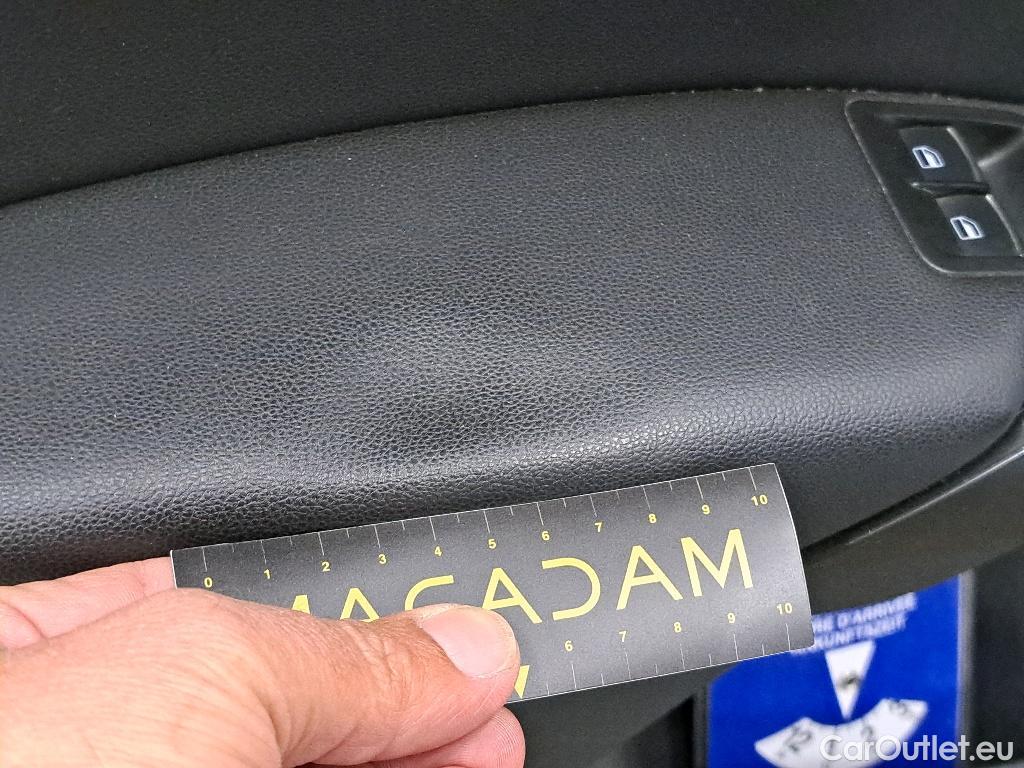 0 1 2 3 4 5 6 7 8 9 10
MACADAM
6 7 8 9 10
D'ARRIVÉE
CarOutlet.eu